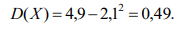 D(X) = 4,9 – 2,1² = 0,49.